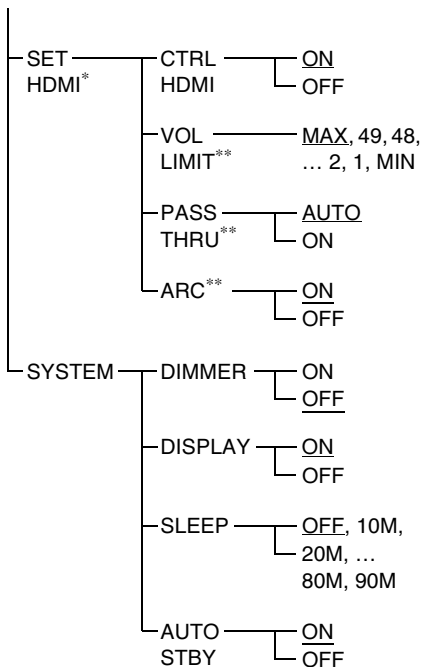 SET
HDMI*
CTRL
HDMI
ON
OFF
VOL
LIMIT**
MAX, 49, 48,
... 2, 1, MIN
PASS
THRU**
AUTO
ON
ARC**
ON
OFF
SYSTEM
DIMMER
ON
OFF
DISPLAY
ON
OFF
SLEEP
OFF, 10M,
20M, ...
80M, 90M
AUTO
STBY
ON
OFF